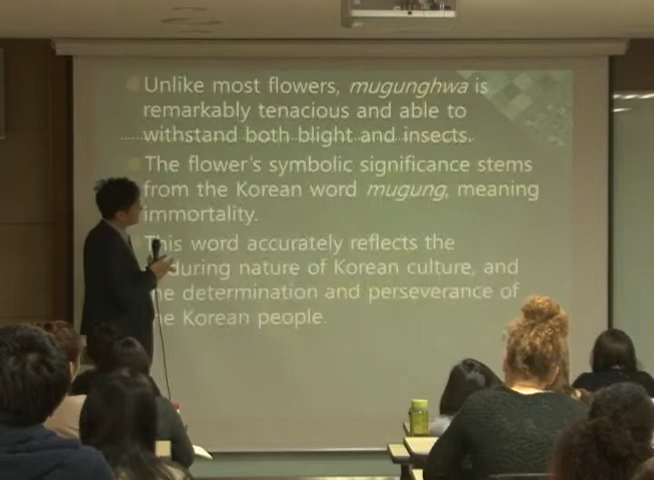 Unlike most flowers, mugunghwa is
remarkably tenacious and able to
withstand both blight and insects.
The flower's symbolic significance stems
from the Korean word mugung, meaning
immortality.
This word accurately reflects the
enduring nature of Korean culture, and
the determination and perseverance of
the Korean people.